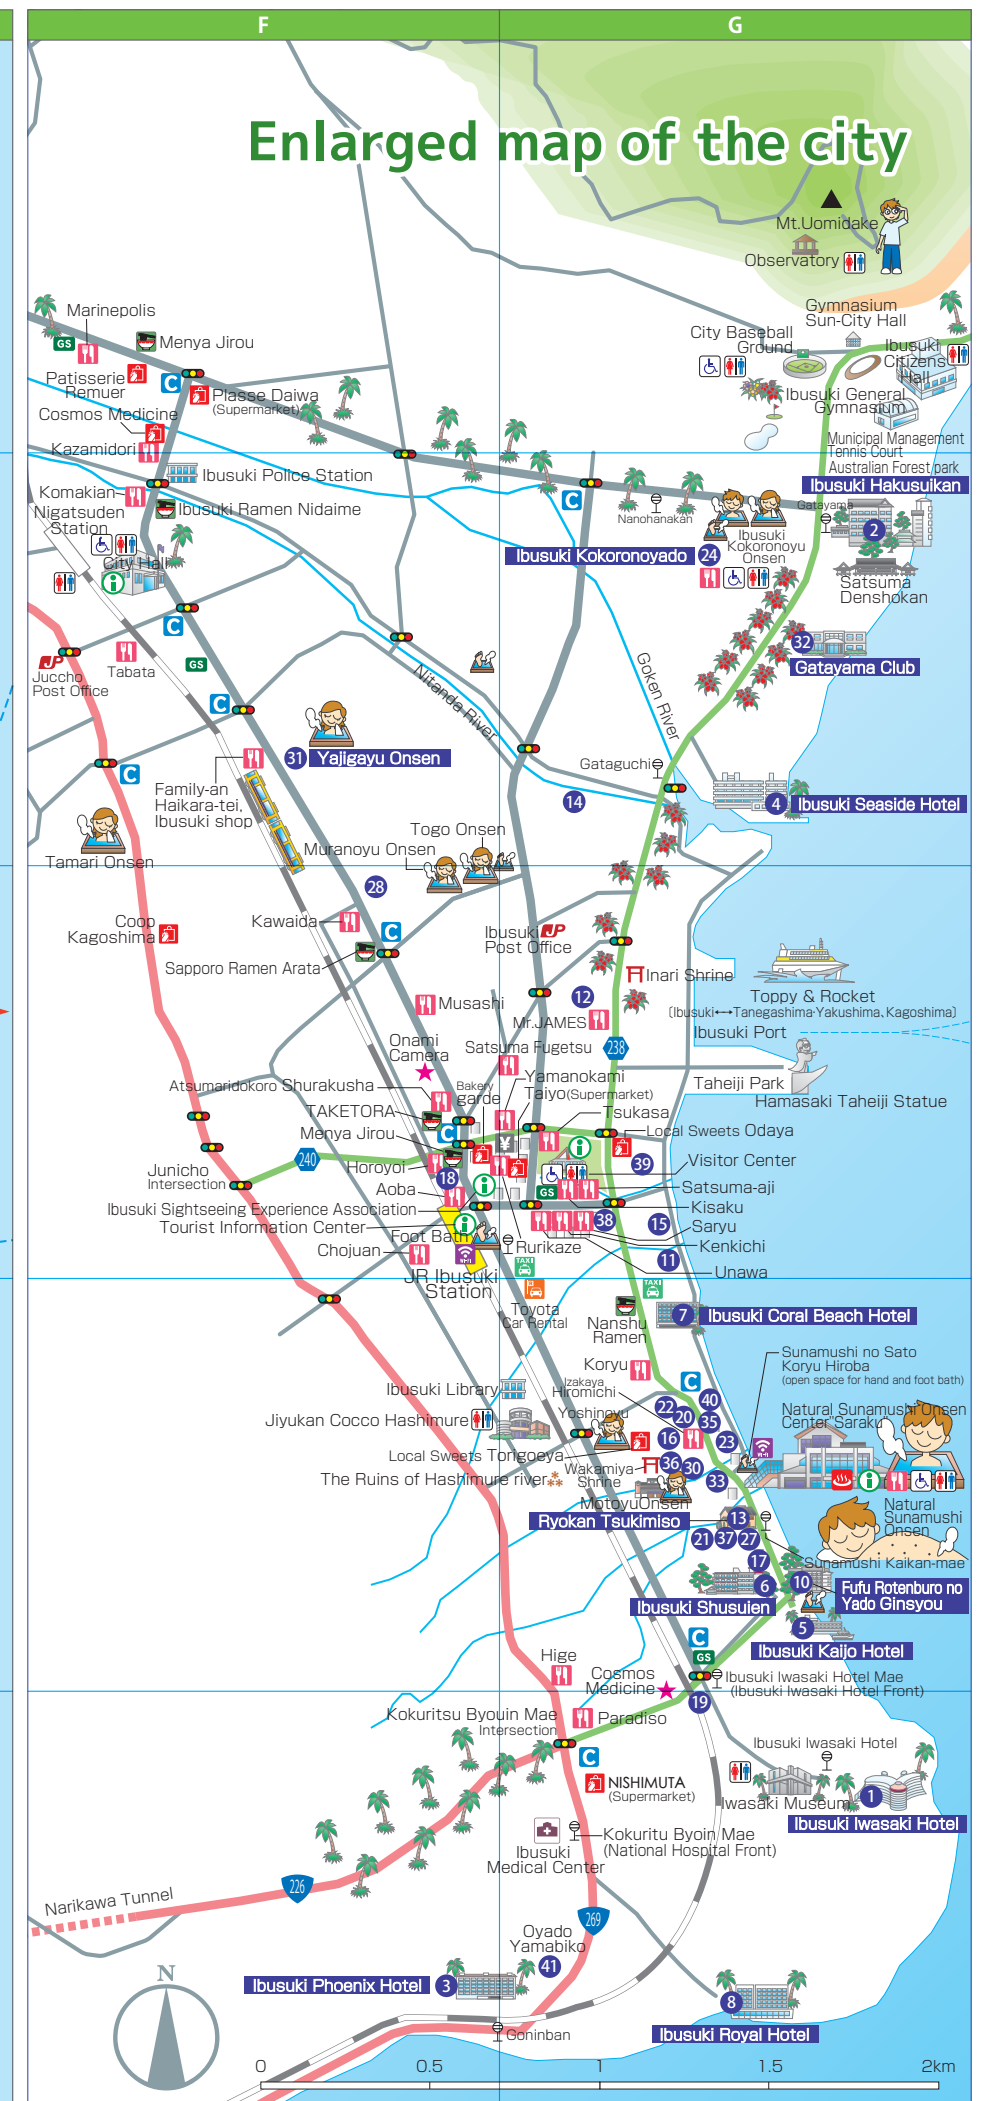 F
G
Enlarged map of the city
Mt.Uomidake
Observatory
Gymnasium
Sun-City Hall
City Baseball
Ground
Ibusuki
Citizens
Hall
Ibusuki General
Gymnasium
Municipal Management
Tennis Court
Australian Forest park
Marinepolis
GS
Menya Jirou
Patisserie
Remuer
C
Plasse Daiwa
(Supermarket)
Cosmos Medicine
Kazamidori
Ibusuki Police Station
Komakian
Ibusuki Ramen Nidaime
Nigatsuden
Station
City Hall
C
Nanohanakan
Ibusuki Hakusuikan
Gatayama
2
Ibusuki Kokoronoyado
24
Ibusuki
Kokoronoyu
Onsen
Satsuma
Denshokan
C
JP
Juccho
Post Office
Tabata
GS
Nitanda River
Goken River
32
Gatayama Club
C
31
Yajigayu Onsen
C
Family-an
Haikara-tei,
Ibusuki shop
Gataguchi
14
4
Ibusuki Seaside Hotel
Tamari Onsen
Togo Onsen
Muranoyu Onsen
28
Coop
Kagoshima
Kawaida
C
Sapporo Ramen Arata
Ibusuki
Post Office
JP
Inari Shrine
Toppy & Rocket
(Ibusuki↔Tanegashima·Yakushima、Kagoshima)
Ibusuki Port
12
Musashi
Mr.JAMES
Onami
Camera
Satsuma Fugetsu
238
Taheiji Park
Hamasaki Taheiji Statue
Yamanokami
Atsumaridokoro Shurakusha
Bakery
garde
Taiyo(Supermarket)
TAKETORA
Tsukasa
Menya Jirou
C
Local Sweets Odaya
240
Horoyoi
39
Visitor Center
Junicho
Intersection
18
Aoba
GS
Satsuma-aji
Kisaku
Ibusuki Sightseeing Experience Association
38
15
Saryu
Tourist Information Center
Foot Bath
Rurikaze
Kenkichi
Chojuan
Wi-Fi
11
Unawa
TAXI
TAXI
JR Ibusuki
Station
Toyota
Car Rental
Nanshu
Ramen
7
Ibusuki Coral Beach Hotel
Koryu
Sunamushi no Sato
Koryu Hiroba
(open space for hand and foot bath)
C
Ibusuki Library
Izakaya
Hiromichi
40
22
20
35
Jiyukan Cocco Hashimure
Yoshinoyu
16
23
Wi-Fi
Natural Sunamushi Onsen
Center"Saraku"
Local Sweets Torigoeya
The Ruins of Hashimure river
Wakamiya
Shrine
36
30
33
Motoyu Onsen
Ryokan Tsukimiso
13
Natural
Sunamushi
Onsen
21
37
27
17
Sunamushi Kaikan-mae
6
10
Fufu Rotenburo no
Yado Ginsyou
Ibusuki Shusuien
5
Ibusuki Kaijo Hotel
C
GS
Hige
Cosmos
Medicine
Ibusuki Iwasaki Hotel Mae
(Ibusuki Iwasaki Hotel Front)
19
Kokuritsu Byouin Mae
Intersection
Paradiso
C
Ibusuki Iwasaki Hotel
NISHIMUTA
(Supermarket)
Iwasaki Museum
1
Ibusuki Iwasaki Hotel
Ibusuki
Medical Center
Kokuritu Byoin Mae
(National Hospital Front)
226
Narikawa Tunnel
269
Oyado
Yamabiko
41
N
Ibusuki Phoenix Hotel
3
8
Ibusuki Royal Hotel
Goninban
0
0.5
1
1.5
2km